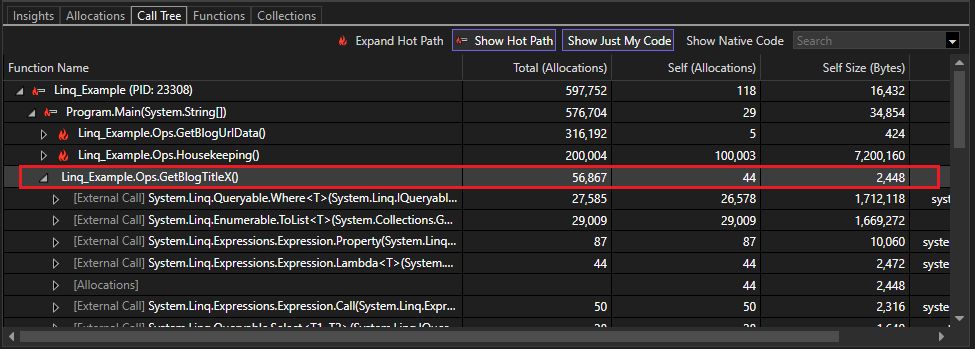 Insights Allocations Call Tree Functions Collections
Expand Hot Path Show Hot Path Show Just My Code Show Native Code Search
Function Name Total (Allocations) Self (Allocations) Self Size (Bytes)
Linq_Example (PID: 23308) 597,752 118 16,432
Program.Main(System.String[]) 576,704 29 34,854
Linq_Example.Ops.GetBlogUrlData() 316,192 5 424
Linq_Example.Ops.Housekeeping() 200,004 100,003 7,200,160
Linq_Example.Ops.GetBlogTitleX() 56,867 44 2,448
[External Call] System.Linq.Queryable.Where<T>(System.Linq.IQueryabl... 27,585 26,578 1,712,118 syst
[External Call] System.Linq.Enumerable.ToList<T>(System.Collections.G... 29,009 29,009 1,669,272
[External Call] System.Linq.Expressions.Expression.Property(System.Linq... 87 87 10,060 syste
[External Call] System.Linq.Expressions.Expression.Lambda<T>(System.... 44 44 2,472 syste
[Allocations] 44 2,448
[External Call] System.Linq.Expressions.Expression.Call(System.Linq.Expr... 50 50 2,316 syste